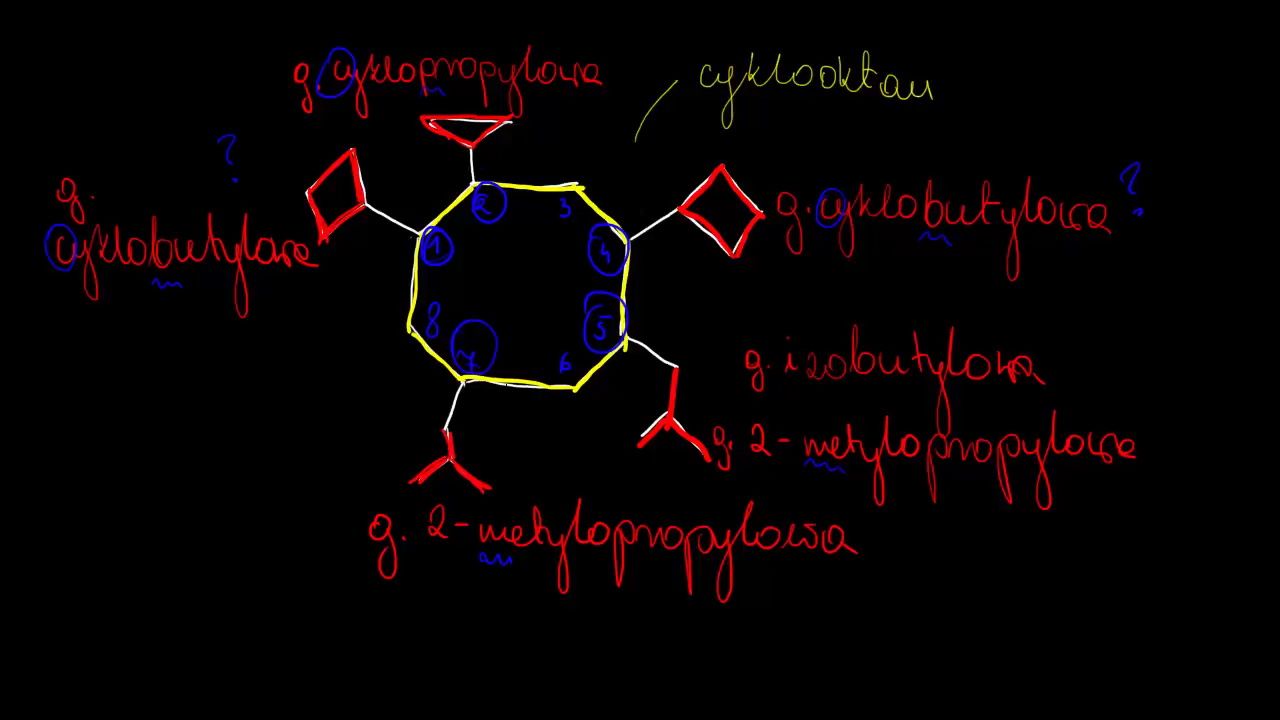 g. cyklopropylowa
cyklooktan
?
g.
cyklobutylowa
?
g. cyklobutylowa
2
3
1
4
8
5
7
6
g. izobutylowa
g. 2-metylopropylowa
g. 2-metylopropylowa